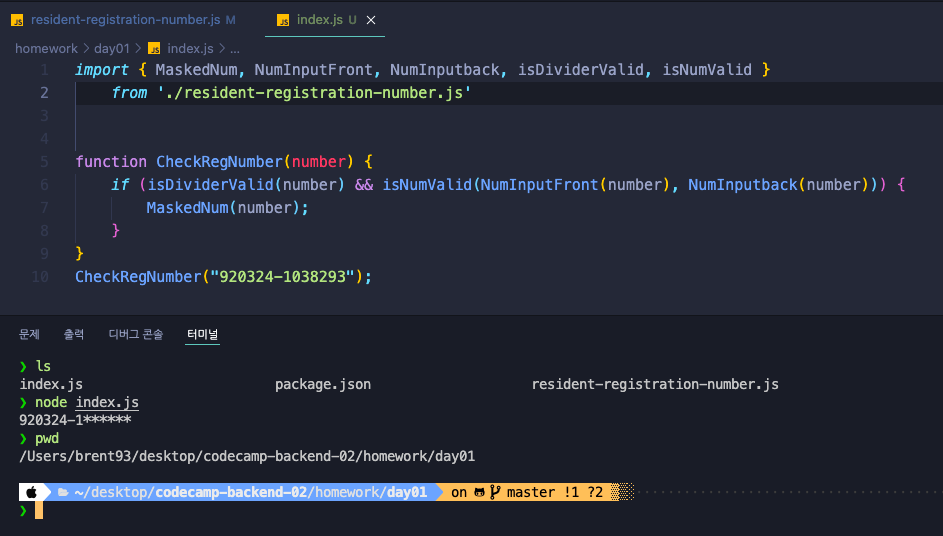 JS resident-registration-number.js M JS index.js U ×
homework > day01 > JS index.js > ...
1 import { MaskedNum, NumInputFront, NumInputback, isDividerValid, isNumValid }
2 from './resident-registration-number.js'
3
4
5 function CheckRegNumber(number) {
6 if (isDividerValid(number) && isNumValid(NumInputFront(number), NumInputback(number))) {
7 MaskedNum(number);
8 }
9 }
10 CheckRegNumber("920324-1038293");
문제 출력 디버그 콘솔 터미널
❯ ls
index.js package.json resident-registration-number.js
❯ node index.js
920324-1******
❯ pwd
/Users/brent93/desktop/codecamp-backend-02/homework/day01
~/desktop/codecamp-backend-02/homework/day01 on master !1 ?2
❯